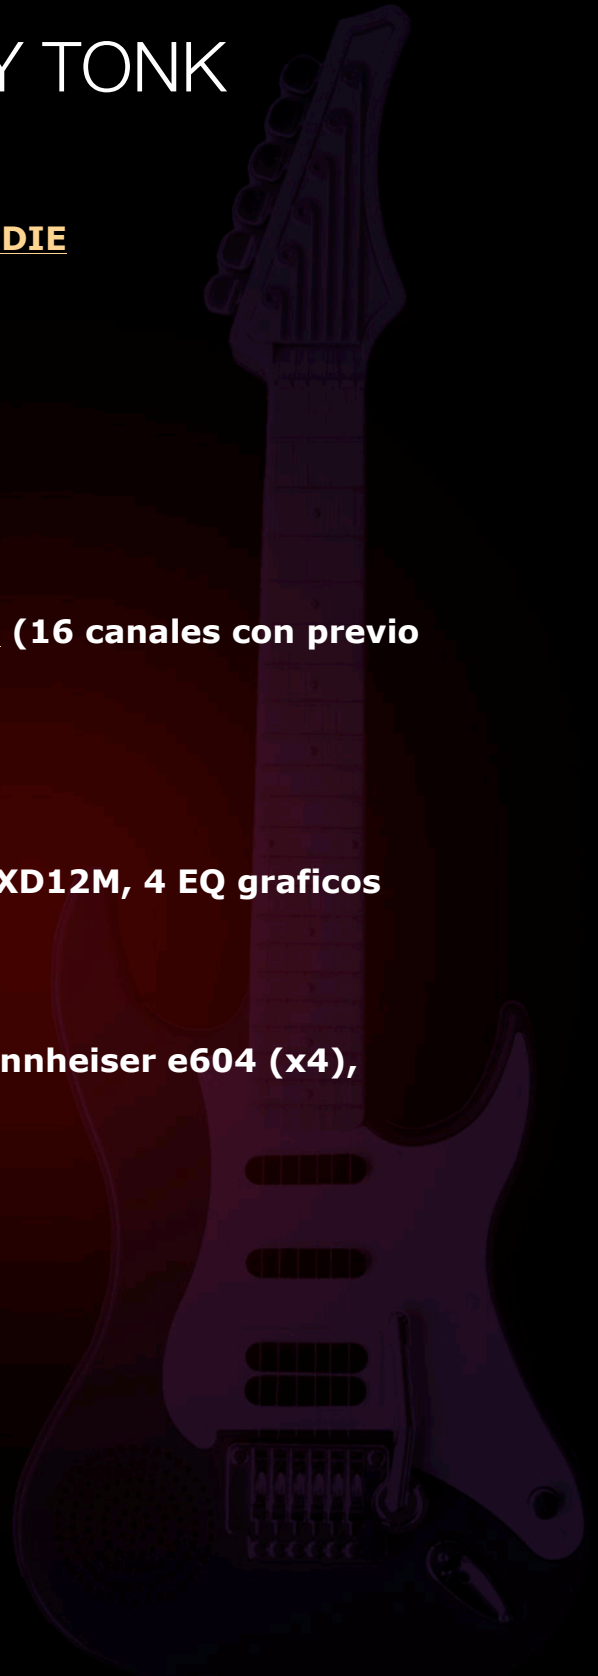 Y TONK
DIE
(16 canales con previo
XD12M, 4 EQ graficos
nnheiser e604 (x4),